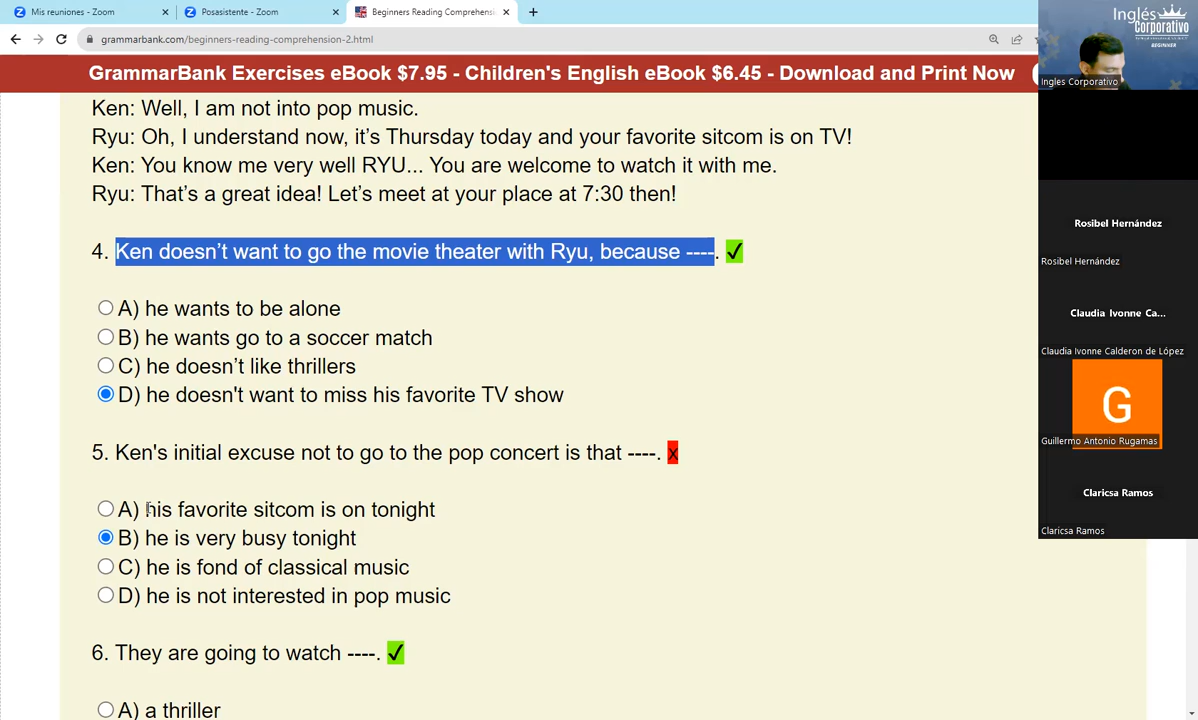 Mis reuniones - Zoom
Posasistente - Zoom
Beginners Reading Comprehensi
grammarbank.com/beginners-reading-comprehension-2.html
GrammarBank Exercises eBook $7.95 - Children's English eBook $6.45 - Download and Print Now
Ken: Well, I am not into pop music.
Ryu: Oh, I understand now, it’s Thursday today and your favorite sitcom is on TV!
Ken: You know me very well RYU... You are welcome to watch it with me.
Ryu: That’s a great idea! Let’s meet at your place at 7:30 then!
4. Ken doesn’t want to go the movie theater with Ryu, because ----. ✓
A) he wants to be alone
B) he wants go to a soccer match
C) he doesn’t like thrillers
D) he doesn't want to miss his favorite TV show
5. Ken's initial excuse not to go to the pop concert is that ----. x
A) his favorite sitcom is on tonight
B) he is very busy tonight
C) he is fond of classical music
D) he is not interested in pop music
6. They are going to watch ----. ✓
A) a thriller
Inglés
Corporativo
BEGINNER
Ingles Corporativo
Rosibel Hernández
Rosibel Hernández
Claudia Ivonne Ca...
Claudia Ivonne Calderon de López
G
Guillermo Antonio Rugamas
Claricsa Ramos
Claricsa Ramos